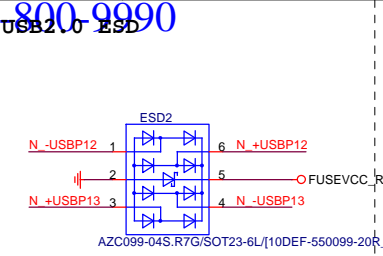 -800-9990
USB2.0 ESD
ESD2
N_-USBP12 1 6 N_+USBP12
2 5 FUSEVCC_R
N_+USBP13 3 4 N_-USBP13
AZC099-04S.R7G/SOT23-6L/[10DEF-550099-20R_